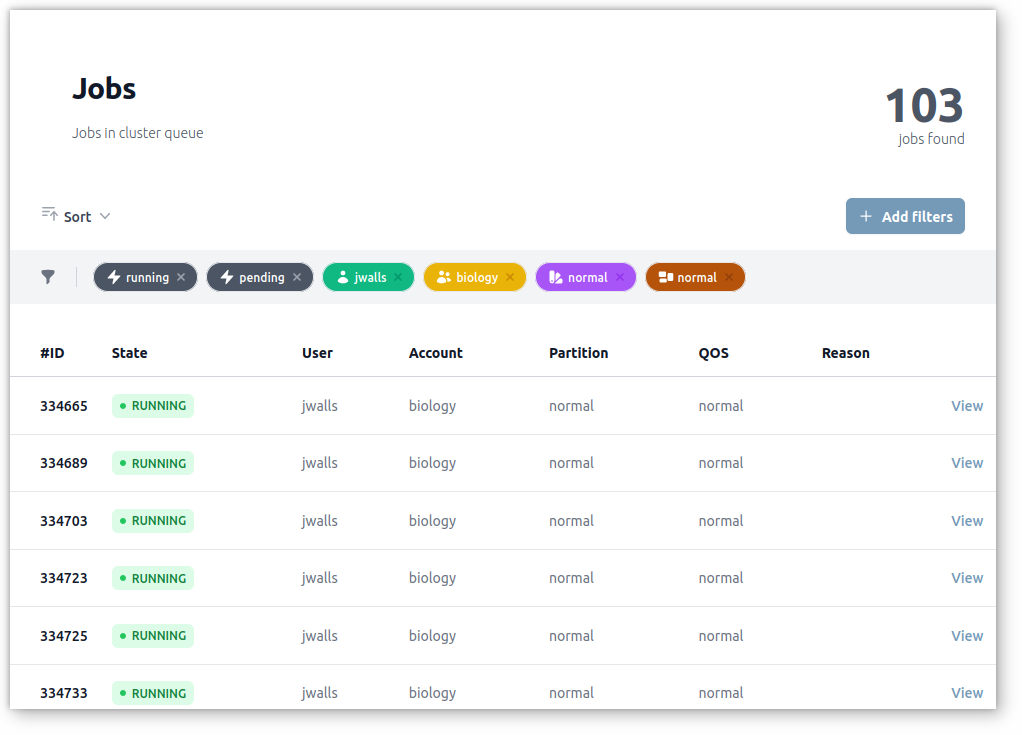 Jobs
103
Jobs in cluster queue
jobs found
Sort
Add filters
running pending jwalls biology normal normal
#ID State User Account Partition QOS Reason
334665 RUNNING jwalls biology normal normal View
334689 RUNNING jwalls biology normal normal View
334703 RUNNING jwalls biology normal normal View
334723 RUNNING jwalls biology normal normal View
334725 RUNNING jwalls biology normal normal View
334733 RUNNING jwalls biology normal normal View